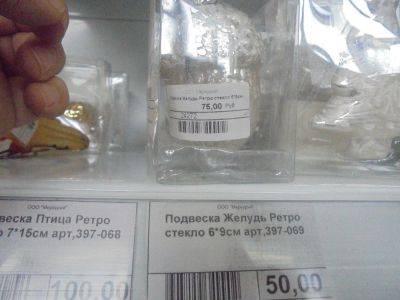 ООО "Меркурий"
Подвеска Желудь Ретро стекло 6*9см
75,00 Руб
ООО "Меркурий"
веска Птица Ретро
о 7*15см арт,397-068
100,00
ООО "Меркурий"
Подвеска Желудь Ретро
стекло 6*9см арт,397-069
50,00